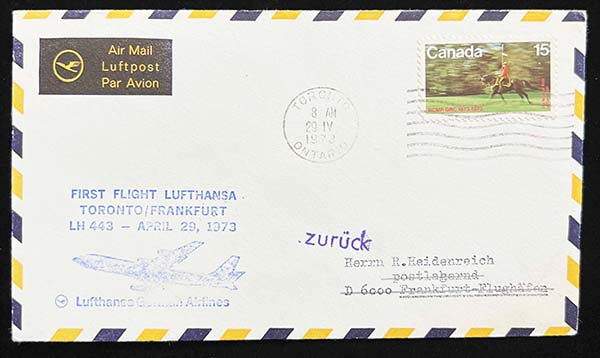 Air Mail
Luftpost
Par Avion
Canada 15
TORONTO
8 AM
29 IV
1973
ONTARIO
FIRST FLIGHT LUFTHANSA
TORONTO/FRANKFURT
LH 443 – APRIL 29, 1973
Lufthansa German Airlines
zurück
Herrn R.Heidenreich
postlagernd
D 6000 Frankfurt-Flughafen